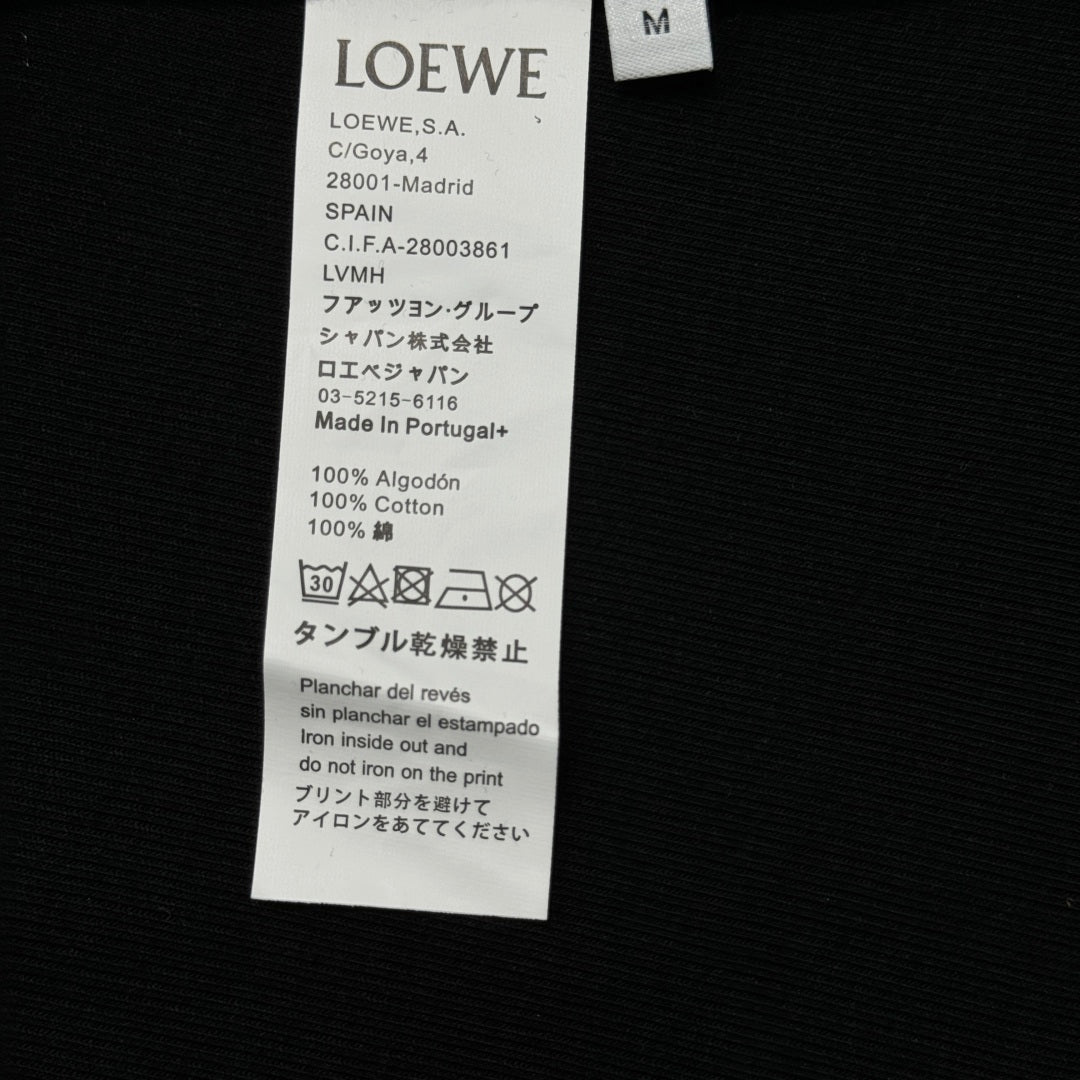 LOEWE
LOEWE,S.A.
C/Goya,4
28001-Madrid
SPAIN
C.I.F.A-28003861
LVMH
フアッツヨン·グループ
シャパン株式会社
ロエベジャパン
03-5215-6116
Made In Portugal+
100% Algodón
100% Cotton
100% 綿
30
タンブル乾燥禁止
Planchar del revés
sin planchar el estampado
Iron inside out and
do not iron on the print
ブリント部分を避けて
アイロンをあててください
M